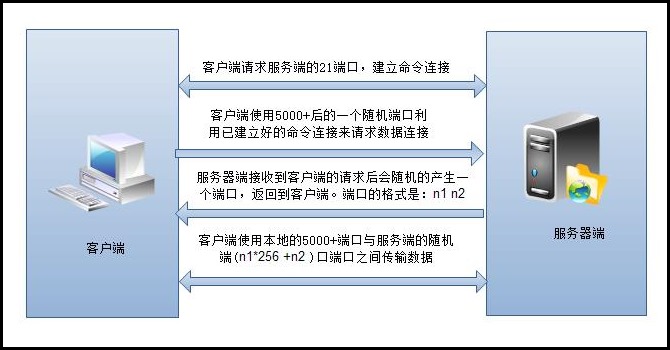 客户端请求服务端的21端口，建立命令连接
客户端使用5000+后的一个随机端口利
用已建立好的命令连接来请求数据连接
服务器端接收到客户端的请求后会随机的产生一
个端口，返回到客户端。端口的格式是：n1 n2
客户端使用本地的5000+端口与服务端的随机
端(n1*256 +n2 )口端口之间传输数据
客户端
服务器端